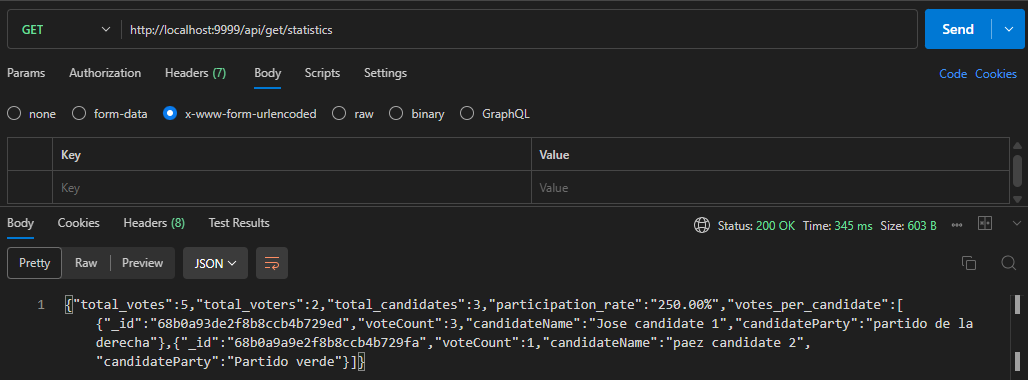 GET http://localhost:9999/api/get/statistics Send
Params Authorization Headers (7) Body Scripts Settings Code Cookies
none form-data x-www-form-urlencoded raw binary GraphQL
Key Value
Key Value
Body Cookies Headers (8) Test Results Status: 200 OK Time: 345 ms Size: 603 B
Pretty Raw Preview JSON
1 {"total_votes":5,"total_voters":2,"total_candidates":3,"participation_rate":"250.00%","votes_per_candidate":[
{"_id":"68b0a93de2f8b8ccb4b729ed","voteCount":3,"candidateName":"Jose candidate 1","candidateParty":"partido de la
derecha"},{"_id":"68b0a9a9e2f8b8ccb4b729fa","voteCount":1,"candidateName":"paez candidate 2",
"candidateParty":"Partido verde"}]}